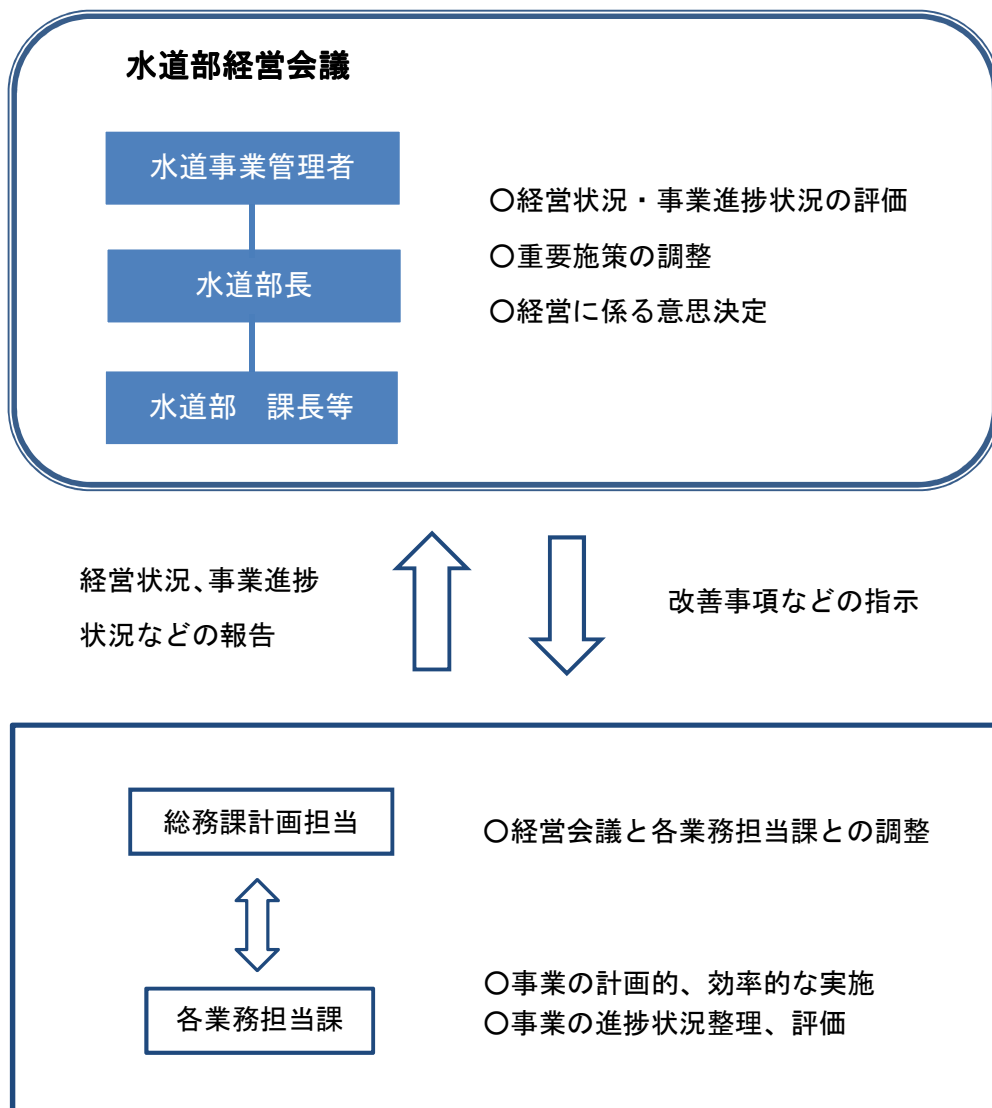 水道部経営会議
水道事業管理者
水道部長
水道部　課長等
〇経営状況・事業進捗状況の評価
〇重要施策の調整
〇経営に係る意思決定
経営状況、事業進捗
状況などの報告
改善事項などの指示
総務課計画担当
〇経営会議と各業務担当課との調整
各業務担当課
〇事業の計画的、効率的な実施
〇事業の進捗状況整理、評価